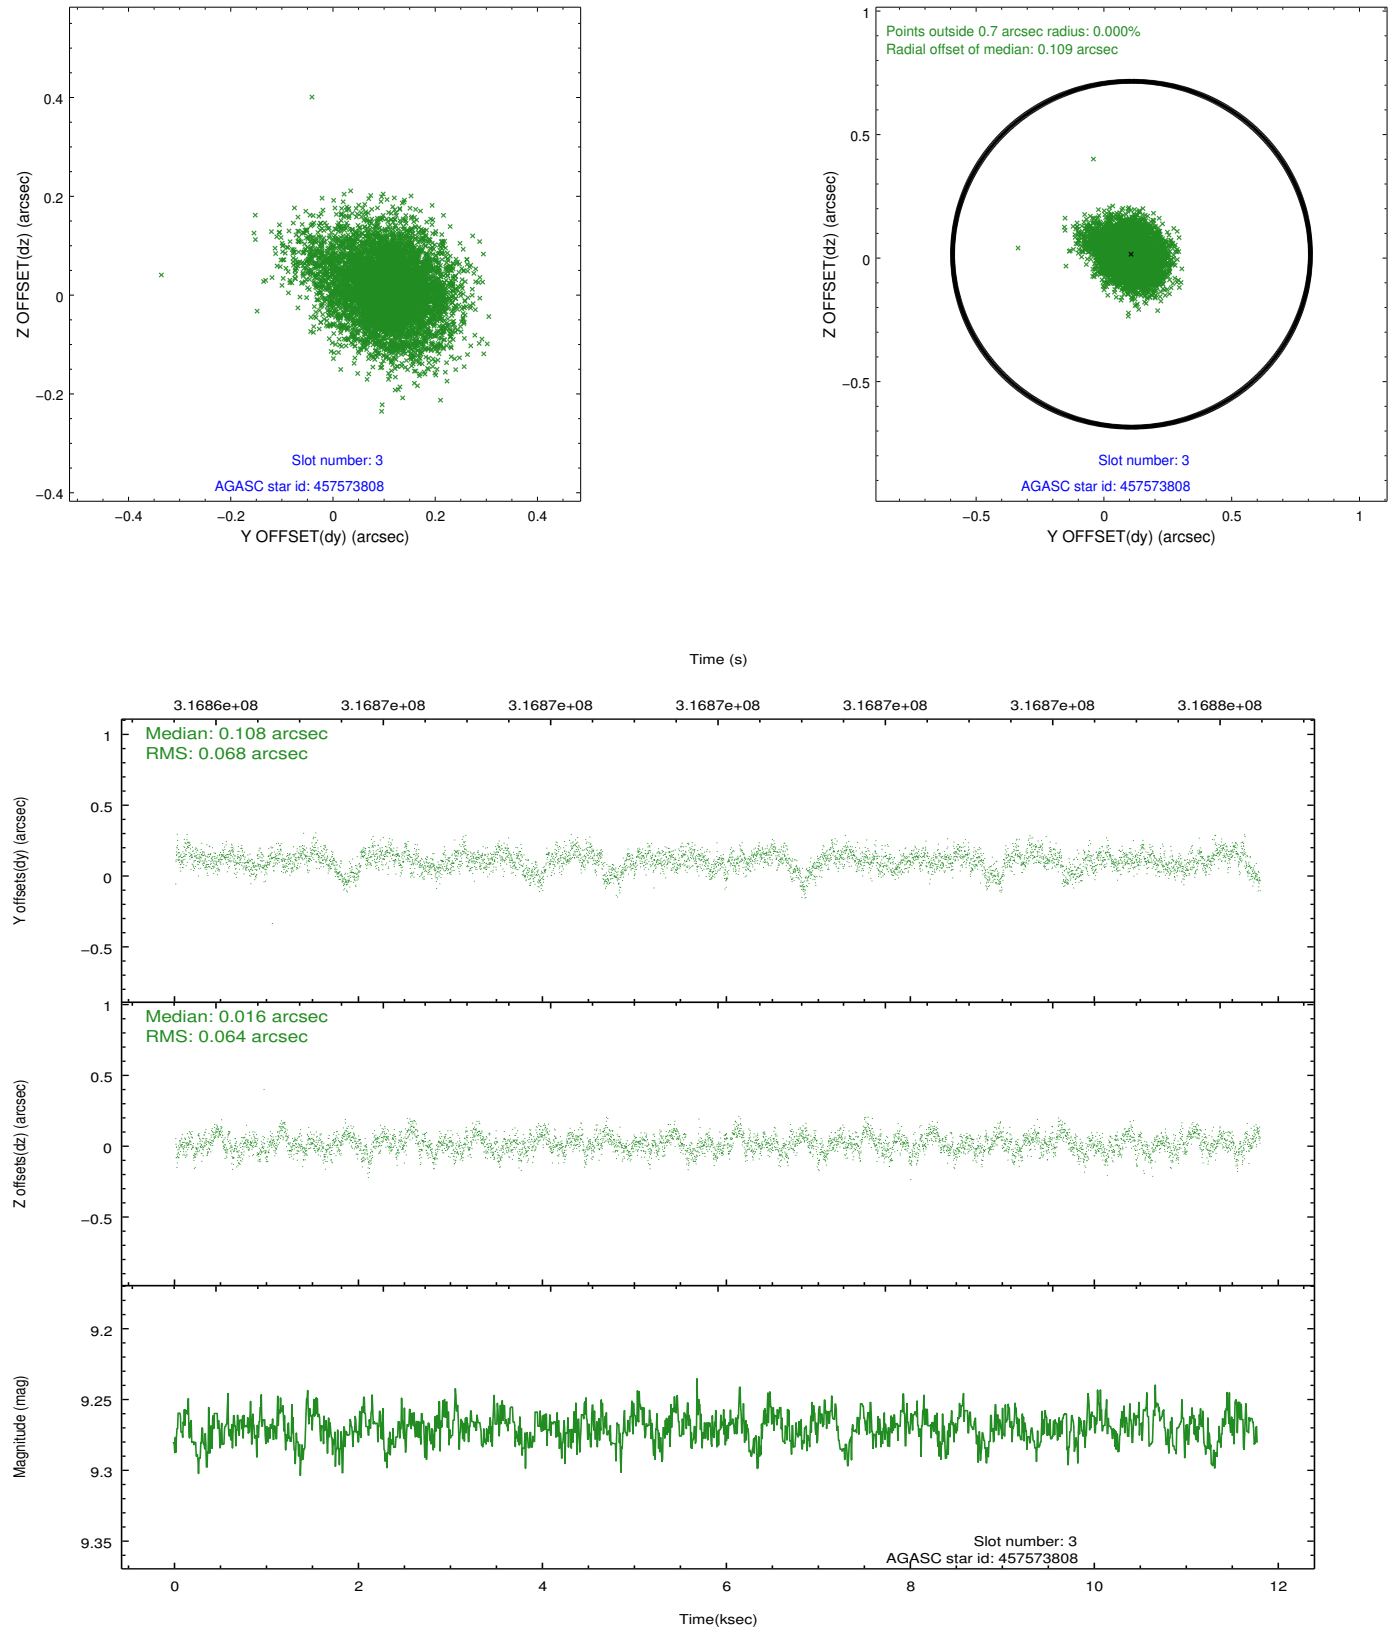 0.4
0.2
0
−0.2
−0.4
−0.4
−0.2
0
0.2
0.4
Z OFFSET(dz) (arcsec)
Y OFFSET(dy) (arcsec)
Slot number: 3
AGASC star id: 457573808
Points outside 0.7 arcsec radius: 0.000%
Radial offset of median: 0.109 arcsec
1
0.5
0
−0.5
−0.5
0
0.5
1
Z OFFSET(dz) (arcsec)
Y OFFSET(dy) (arcsec)
Slot number: 3
AGASC star id: 457573808
Time (s)
3.1686e+08 3.1687e+08 3.1687e+08 3.1687e+08 3.1687e+08 3.1687e+08 3.1688e+08
Median: 0.108 arcsec
RMS: 0.068 arcsec
1
0.5
0
−0.5
Y offsets(dy) (arcsec)
Median: 0.016 arcsec
RMS: 0.064 arcsec
1
0.5
0
−0.5
Z offsets(dz) (arcsec)
9.2
9.25
9.3
9.35
Magnitude (mag)
Slot number: 3
AGASC star id: 457573808
0 2 4 6 8 10 12
Time(ksec)